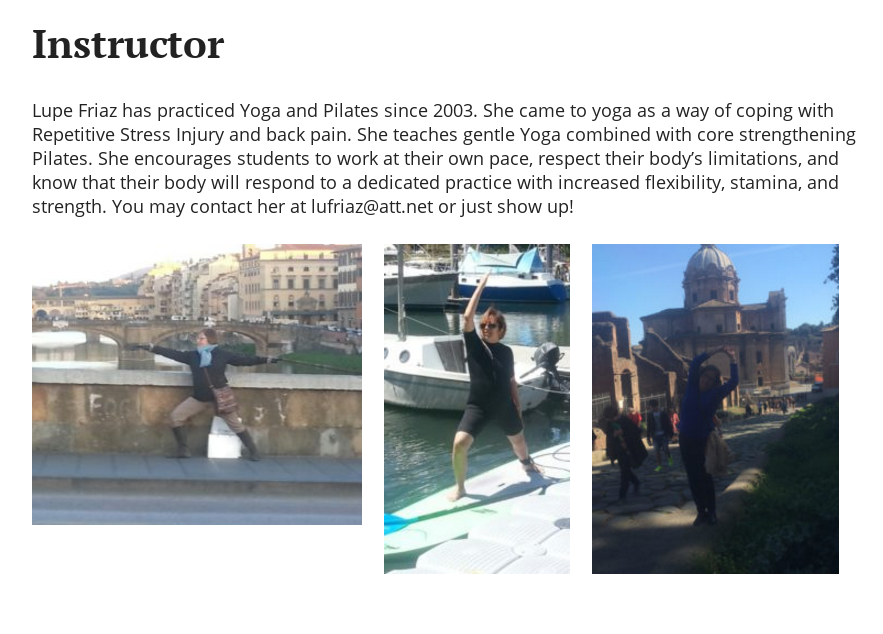 Instructor
Lupe Friaz has practiced Yoga and Pilates since 2003. She came to yoga as a way of coping with
Repetitive Stress Injury and back pain. She teaches gentle Yoga combined with core strengthening
Pilates. She encourages students to work at their own pace, respect their body’s limitations, and
know that their body will respond to a dedicated practice with increased flexibility, stamina, and
strength. You may contact her at lufriaz@att.net or just show up!